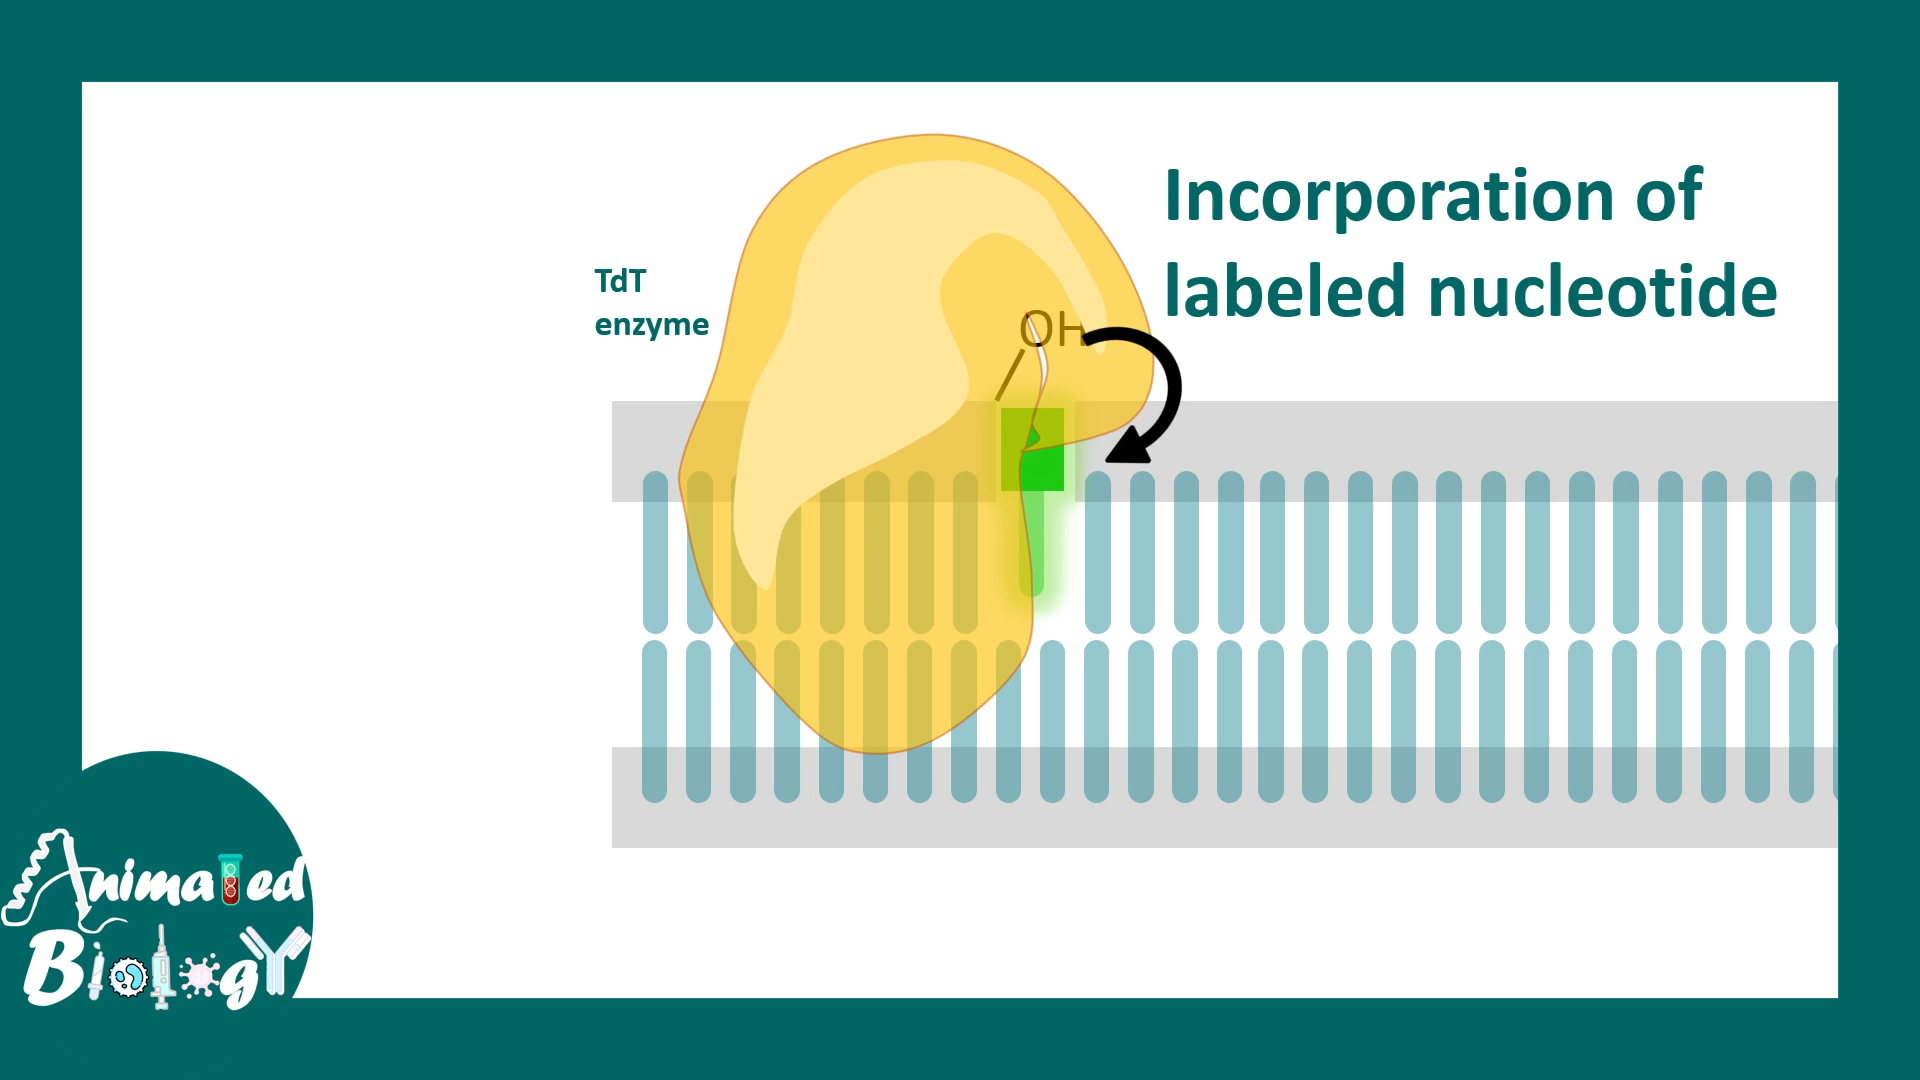 Incorporation of
labeled nucleotide
TdT
enzyme
OH
Animated
BiologY